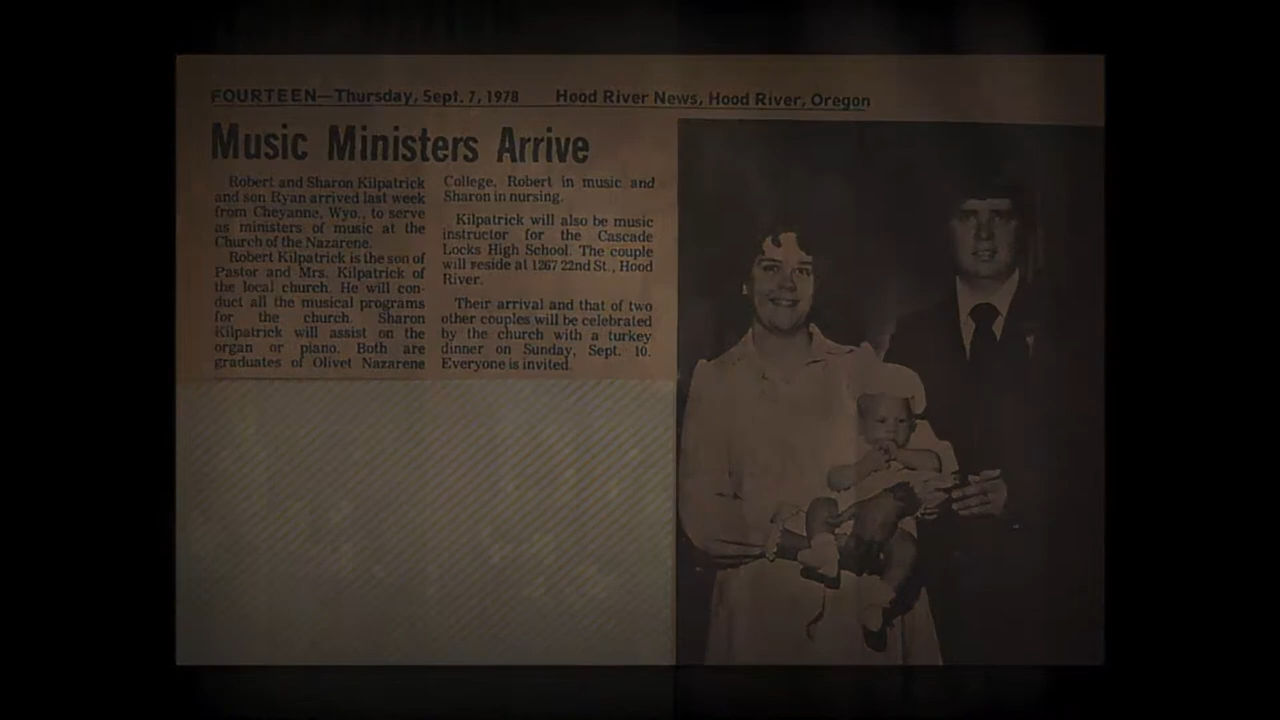 FOURTEEN—Thursday, Sept. 7, 1978 Hood River News, Hood River, Oregon
Music Ministers Arrive
Robert and Sharon Kilpatrick
and son Ryan arrived last week
from Cheyanne, Wyo., to serve
as ministers of music at the
Church of the Nazarene.
Robert Kilpatrick is the son of
Pastor and Mrs. Kilpatrick of
the local church. He will con-
duct all the musical programs
for the church. Sharon
Kilpatrick will assist on the
organ or piano. Both are
graduates of Olivet Nazarene
College, Robert in music and
Sharon in nursing.
Kilpatrick will also be music
instructor for the Cascade
Locks High School. The couple
will reside at 1267 22nd St., Hood
River.
Their arrival and that of two
other couples will be celebrated
by the church with a turkey
dinner on Sunday, Sept. 10.
Everyone is invited.